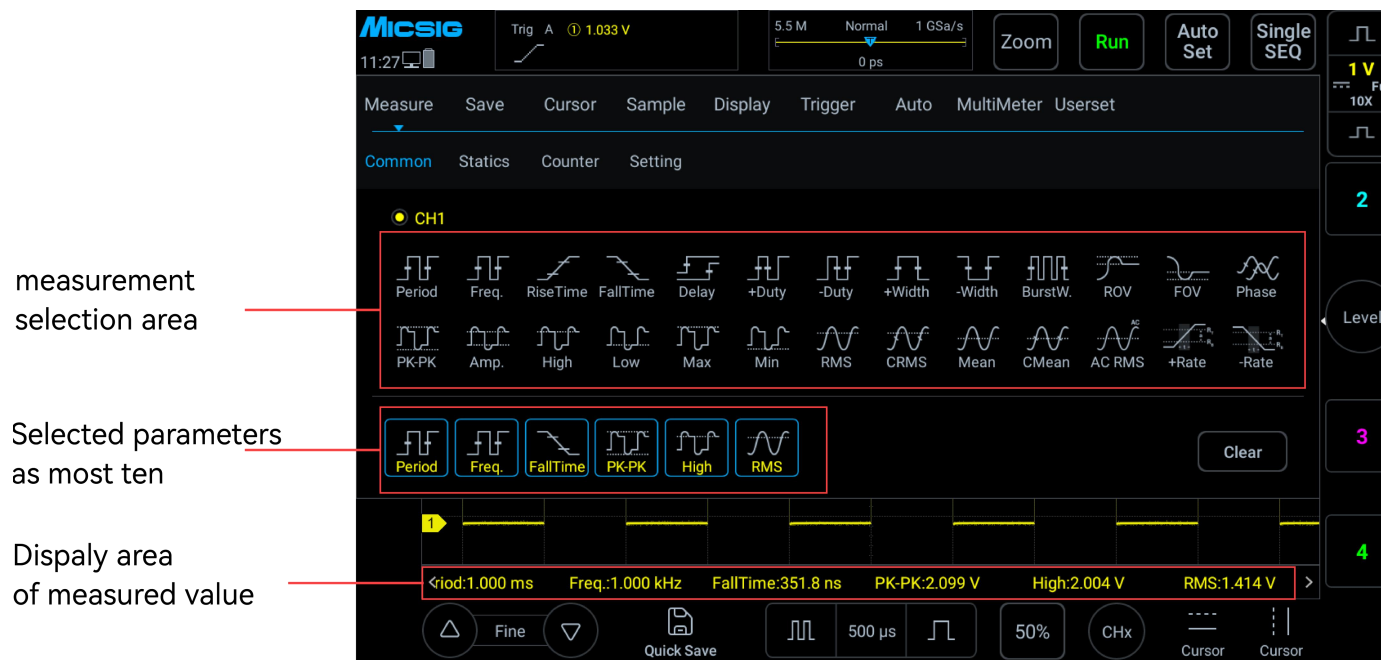 MICSIG
11:27
Trig A ① 1.033 V
5.5 M Normal 1 GSa/s
T
0 ps
Zoom
Run
Auto
Set
Single
SEQ
1 V
10X
Measure Save Cursor Sample Display Trigger Auto MultiMeter Userset
Common Statics Counter Setting
2
CH1
measurement
selection area
Period Freq. RiseTime FallTime Delay +Duty -Duty +Width -Width BurstW. ROV FOV Phase
AC
PK-PK Amp. High Low Max Min RMS CRMS Mean CMean AC RMS +Rate -Rate
Level
Selected parameters
as most ten
Period Freq. FallTime PK-PK High RMS
Clear
3
1
Dispaly area
of measured value
riod:1.000 ms Freq.:1.000 kHz FallTime:351.8 ns PK-PK:2.099 V High:2.004 V RMS:1.414 V
4
Fine
Quick Save
500 µs
50%
CHx
Cursor
Cursor